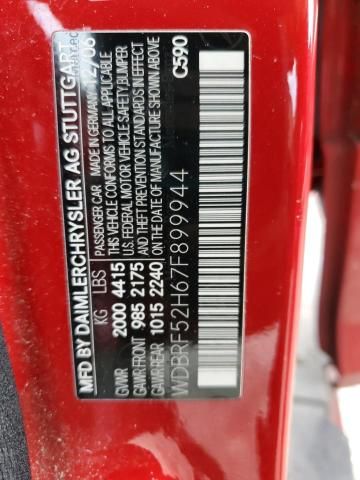 MFD BY DAIMLERCHRYSLER AG STUTTGART
PASSENGER CAR MADE IN GERMANY 12/06
KG LBS
THIS VEHICLE CONFORMS TO ALL APPLICABLE
GVWR 2000 4415
U.S. FEDERAL MOTOR VEHICLE SAFETY, BUMPER
GAWR FRONT 985 2175
AND THEFT PREVENTION STANDARDS IN EFFECT
GAWR REAR 1015 2240
ON THE DATE OF MANUFACTURE SHOWN ABOVE
WDBRF52H67F899944
C590